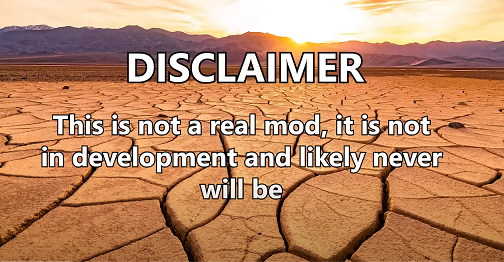 DISCLAIMER
This is not a real mod, it is not
in development and likely never
will be